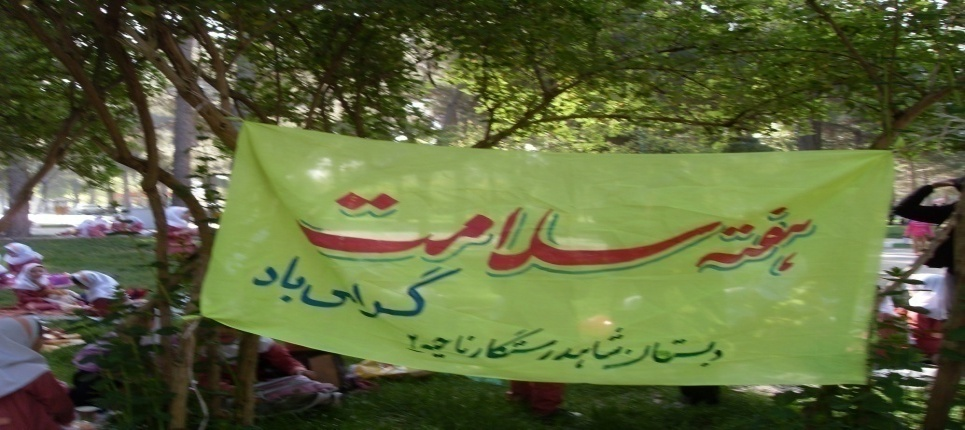 هفته سلامت
گرامی باد
دبستان شاهد رستگار ناحیه ۲